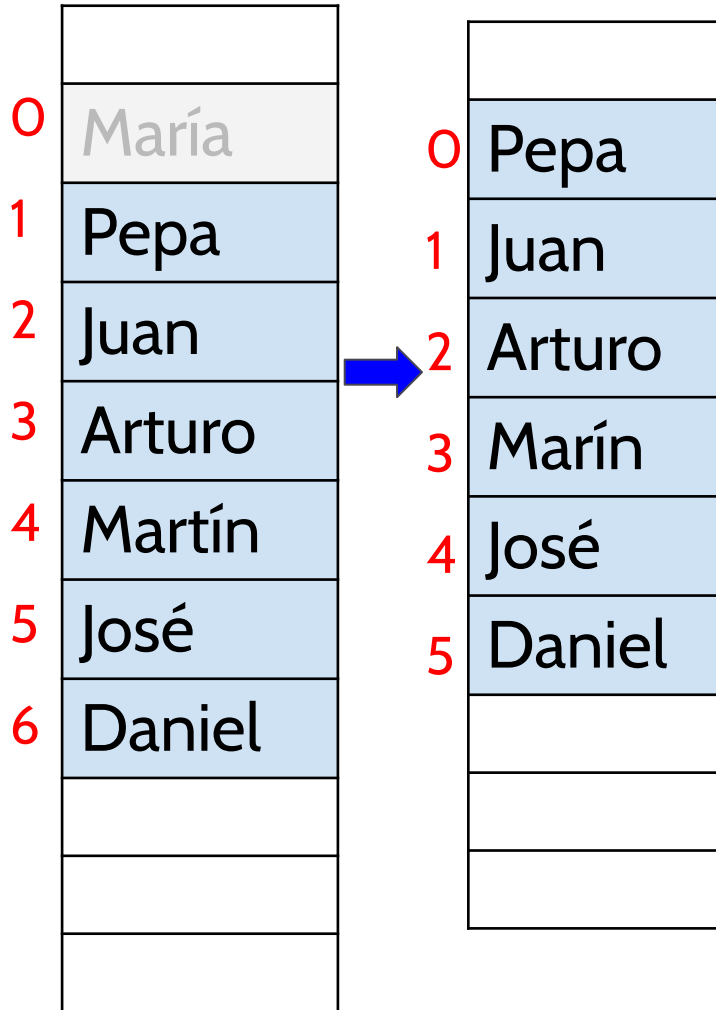 0 María
1 Pepa
2 Juan
3 Arturo
4 Martín
5 José
6 Daniel
0 Pepa
1 Juan
2 Arturo
3 Marín
4 José
5 Daniel